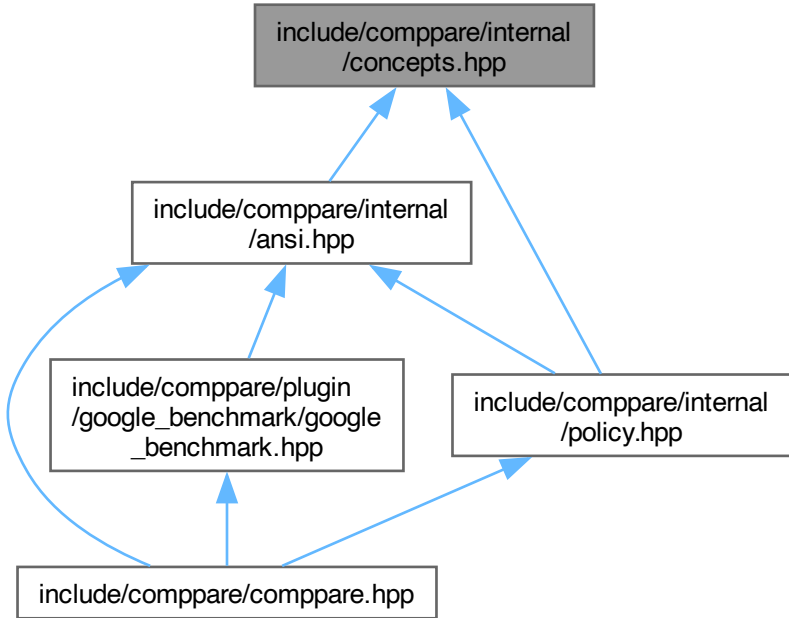 include/comppare/internal
/concepts.hpp
include/comppare/internal
/ansi.hpp
include/comppare/plugin
/google_benchmark/google
_benchmark.hpp
include/comppare/internal
/policy.hpp
include/comppare/comppare.hpp